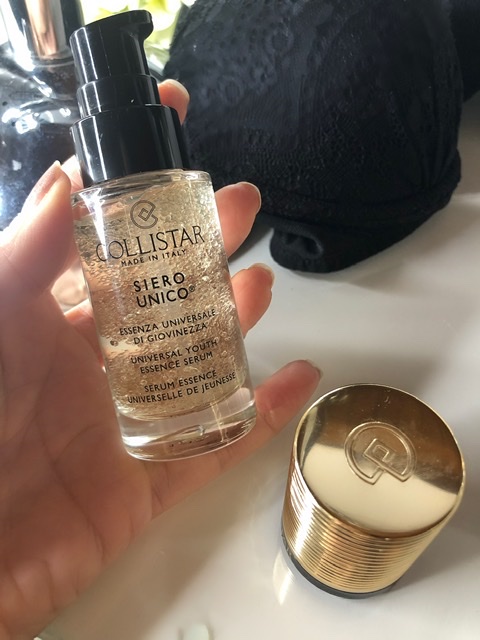 COLLISTAR
MADE IN ITALY
SIERO
UNICO®
ESSENZA UNIVERSALE
DI GIOVINEZZA
UNIVERSAL YOUTH
ESSENCE SERUM
SERUM ESSENCE
UNIVERSELLE DE JEUNESSE